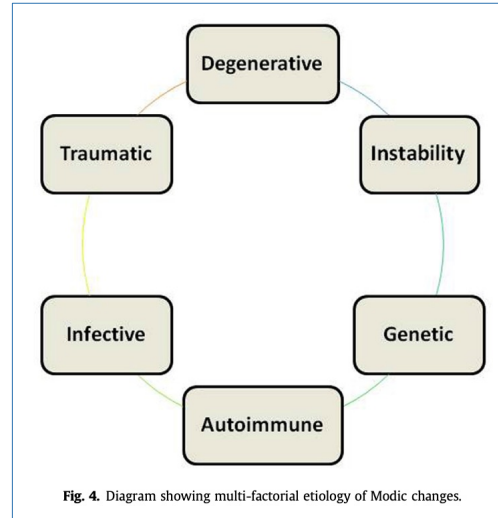 Degenerative
Traumatic
Instability
Infective
Genetic
Autoimmune
Fig. 4. Diagram showing multi-factorial etiology of Modic changes.